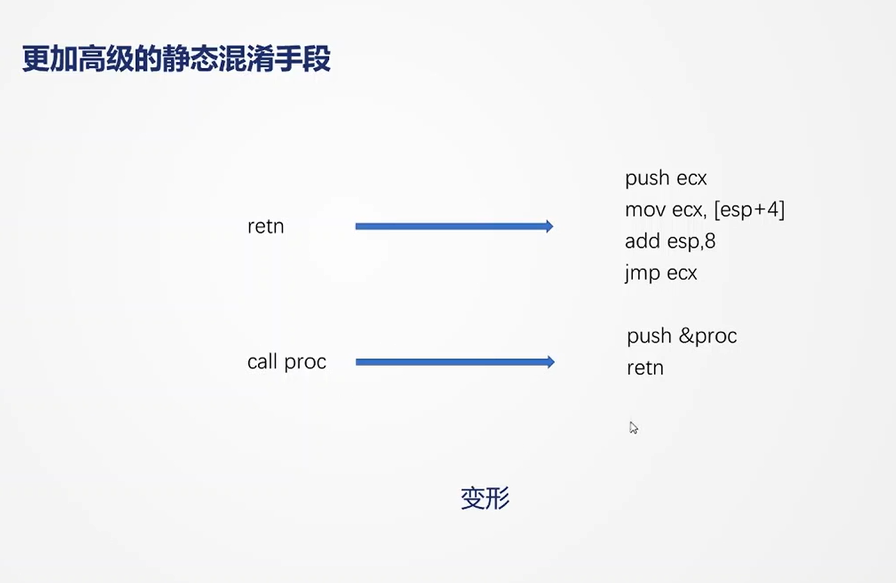 更加高级的静态混淆手段
retn
push ecx
mov ecx, [esp+4]
add esp,8
jmp ecx
call proc
push &proc
retn
变形